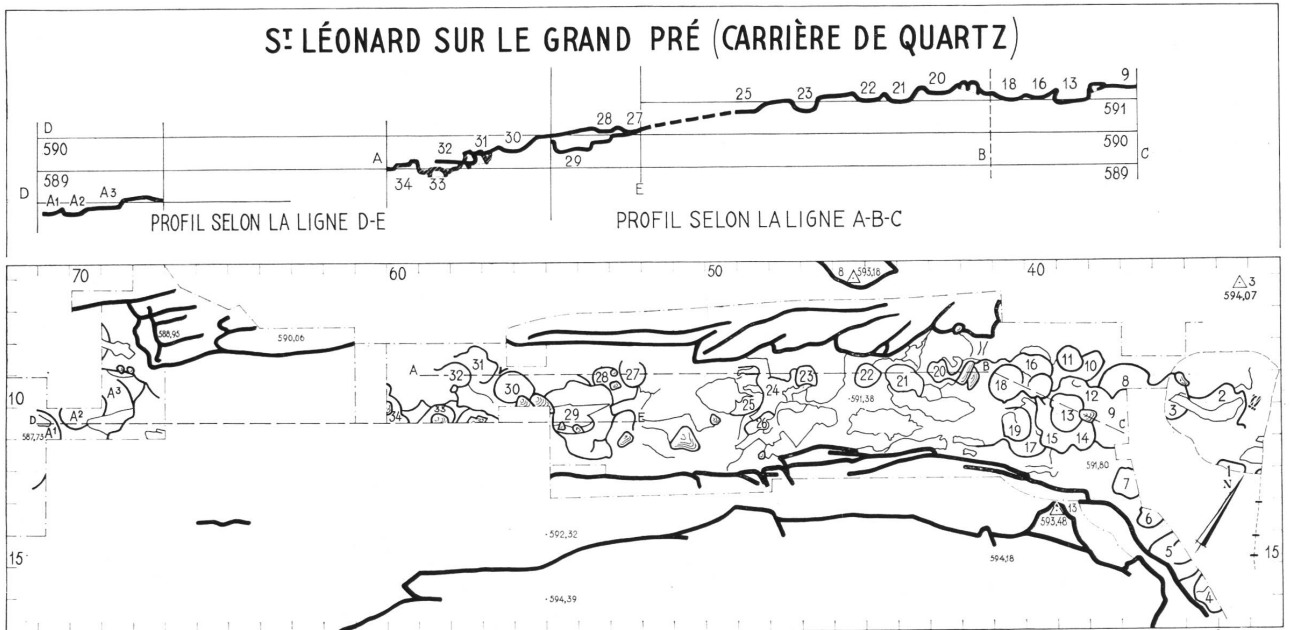 ST LÉONARD SUR LE GRAND PRÉ (CARRIÈRE DE QUARTZ)
25 23 22 21 20 18 16 13 9
D 28 27 591
590 32 31 30 590
A 29 B C
589 34 33 589
D A1 A2 A3 E
PROFIL SELON LA LIGNE D-E PROFIL SELON LA LIGNE A-B-C
70 60 50 40
8 593,18 3
594,07
588,95 590,06
A 32 31 28 27 23 22 21 20 B 16 11 10 8
A3 30 25 24 18 12 2
10 34 33 29 E 26 591,38 13 9 3
D A2 19 C
587,73 A1 17 15 14
591,80
7 N
6
592,32 593,48 13
15 594,18 5 15
594,39 4